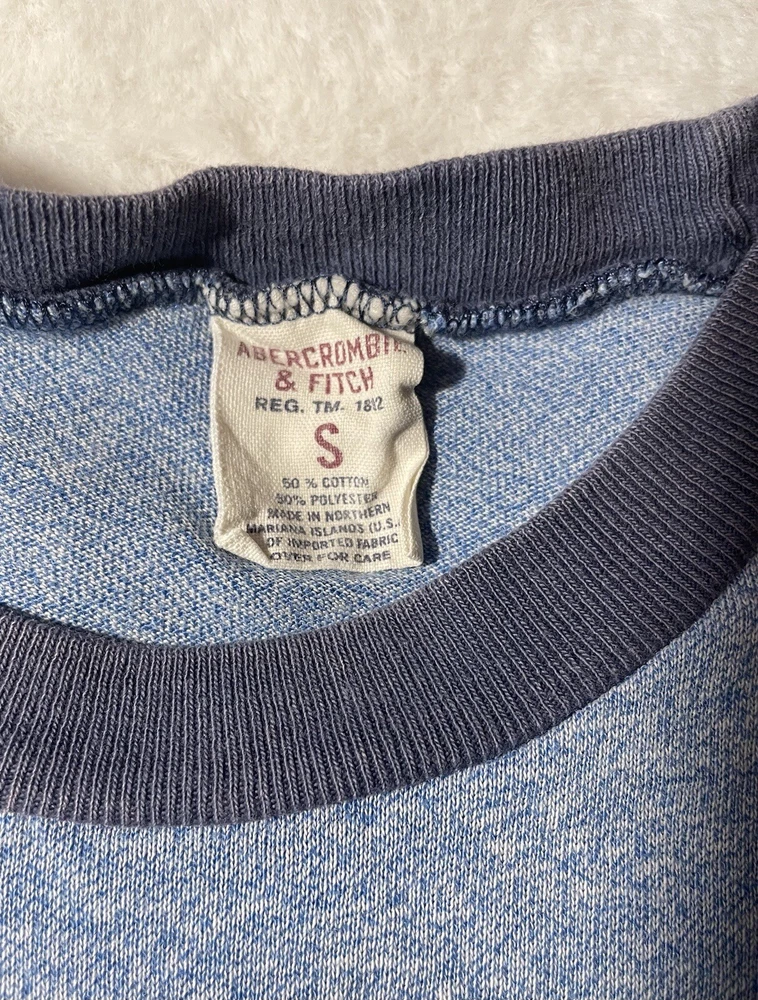 ABERCROMBIE
& FITCH
REG. TM. 1892
S
50 % COTTON
50% POLYESTER
MADE IN NORTHERN
MARIANA ISLANDS (U.S.)
OF IMPORTED FABRIC
OVER FOR CARE